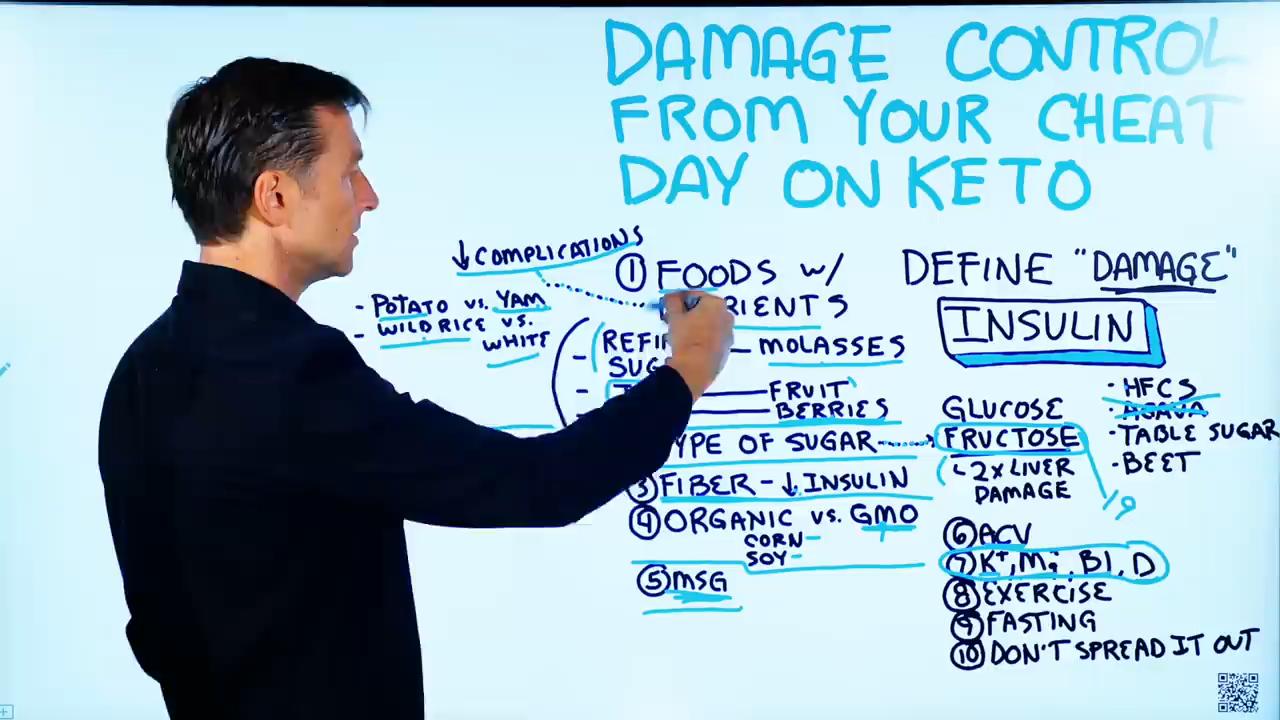 DAMAGE CONTROL
FROM YOUR CHEAT
DAY ON KETO
↓ COMPLICATIONS
- POTATO VS. YAM
- WILD RICE VS.
WHITE
① FOODS W/
RIENTS
- REFI
SUG
— MOLASSES
FRUIT
BERRIES
YPE OF SUGAR
③ FIBER - ↓ INSULIN
④ ORGANIC VS. GMO
CORN -
SOY -
⑤ MSG
DEFINE "DAMAGE"
INSULIN
GLUCOSE
FRUCTOSE
2X LIVER
DAMAGE
· HFCS
· AGAVA
· TABLE SUGAR
· BEET
⑥ ACV
⑦ K+, Mg, B1, D
⑧ EXERCISE
⑨ FASTING
⑩ DON'T SPREAD IT OUT